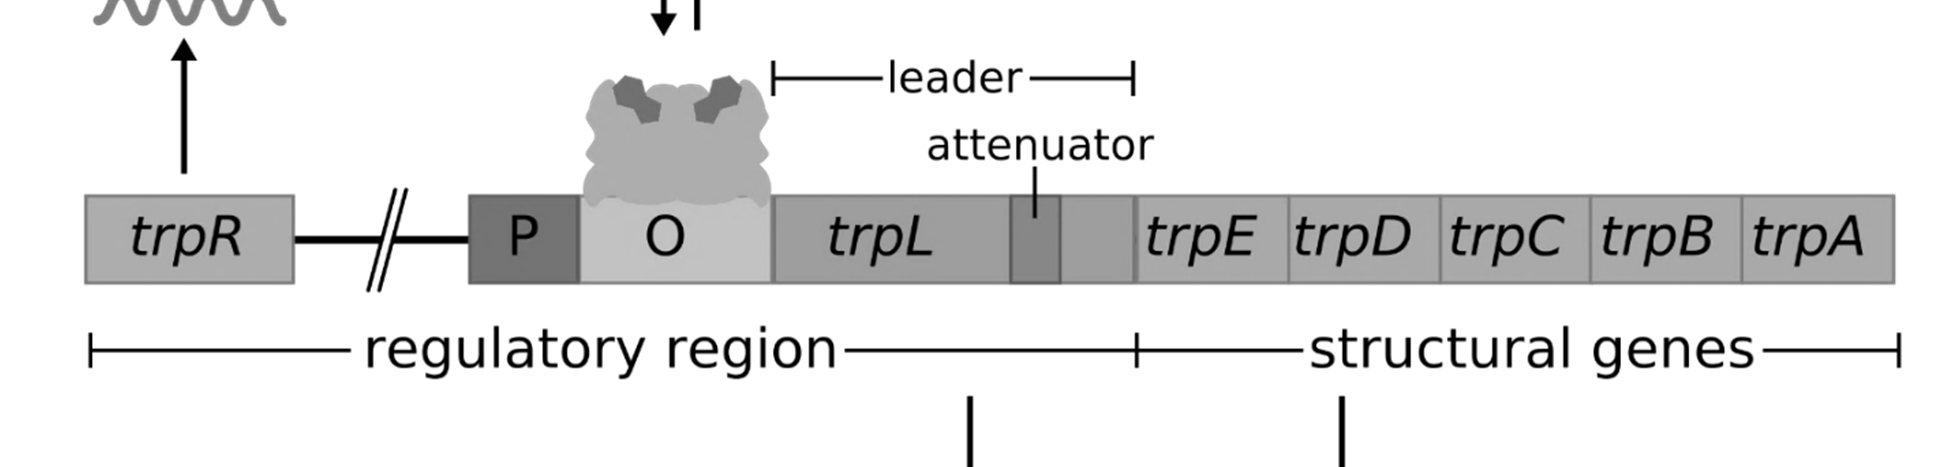 leader
attenuator
trpR P O trpL trpE trpD trpC trpB trpA
regulatory region structural genes